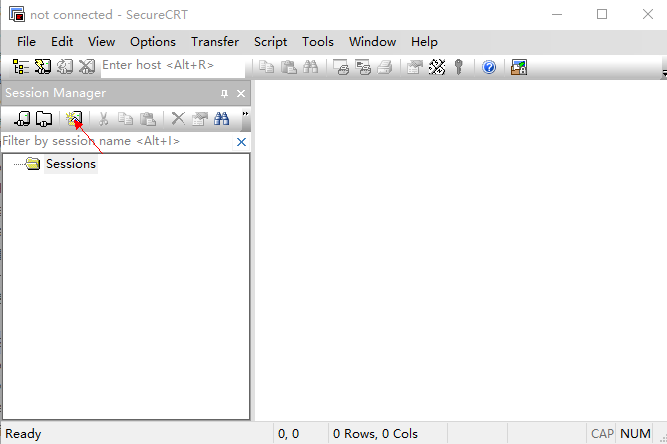 not connected - SecureCRT
File Edit View Options Transfer Script Tools Window Help
Enter host <Alt+R>
Session Manager
Filter by session name <Alt+I>
Sessions
Ready 0, 0 0 Rows, 0 Cols CAP NUM